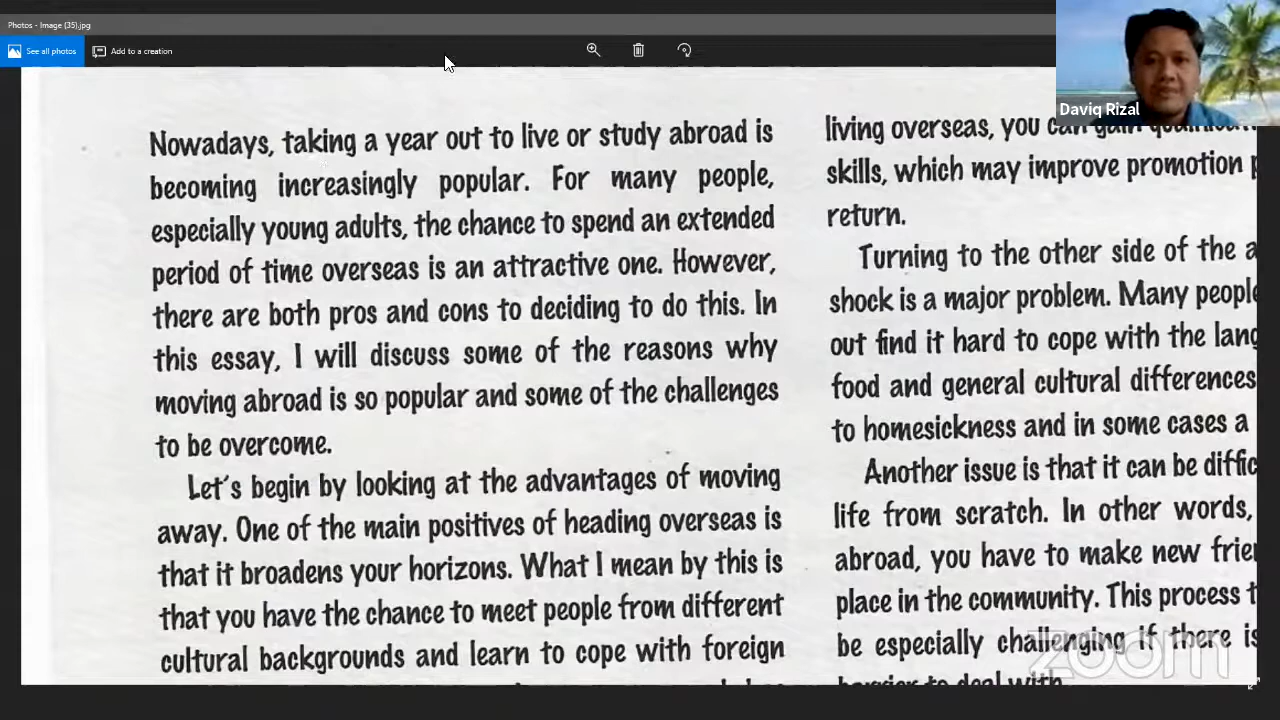 Photos - Image (35).jpg
See all photos
Add to a creation
Daviq Rizal
Nowadays, taking a year out to live or study abroad is
becoming increasingly popular. For many people,
especially young adults, the chance to spend an extended
period of time overseas is an attractive one. However,
there are both pros and cons to deciding to do this. In
this essay, I will discuss some of the reasons why
moving abroad is so popular and some of the challenges
to be overcome.
Let's begin by looking at the advantages of moving
away. One of the main positives of heading overseas is
that it broadens your horizons. What I mean by this is
that you have the chance to meet people from different
cultural backgrounds and learn to cope with foreign
living overseas, you can gain
skills, which may improve promotion
return.
Turning to the other side of the a
shock is a major problem. Many people
out find it hard to cope with the lang
food and general cultural differences
to homesickness and in some cases a
Another issue is that it can be diffic
life from scratch. In other words,
abroad, you have to make new frie
place in the community. This process t
be especially challenging if there is
barrier to deal with
zoom